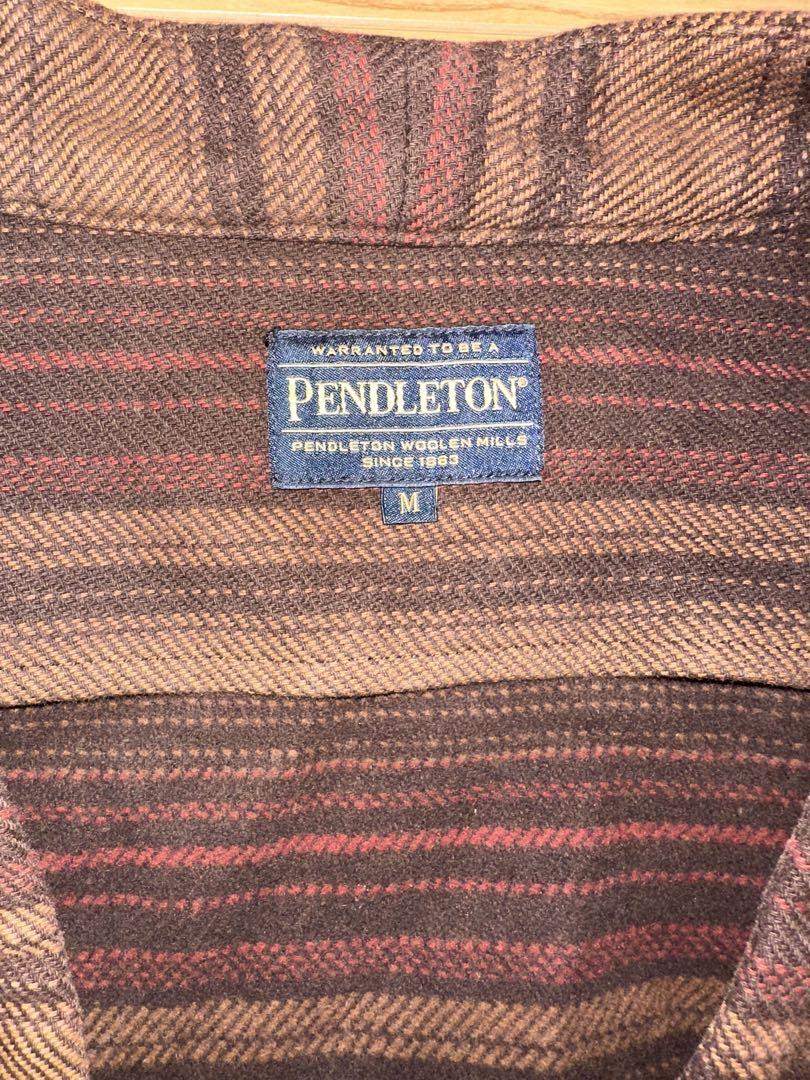 WARRANTED TO BE A
PENDLETON®
PENDLETON WOOLEN MILLS
SINCE 1863
M